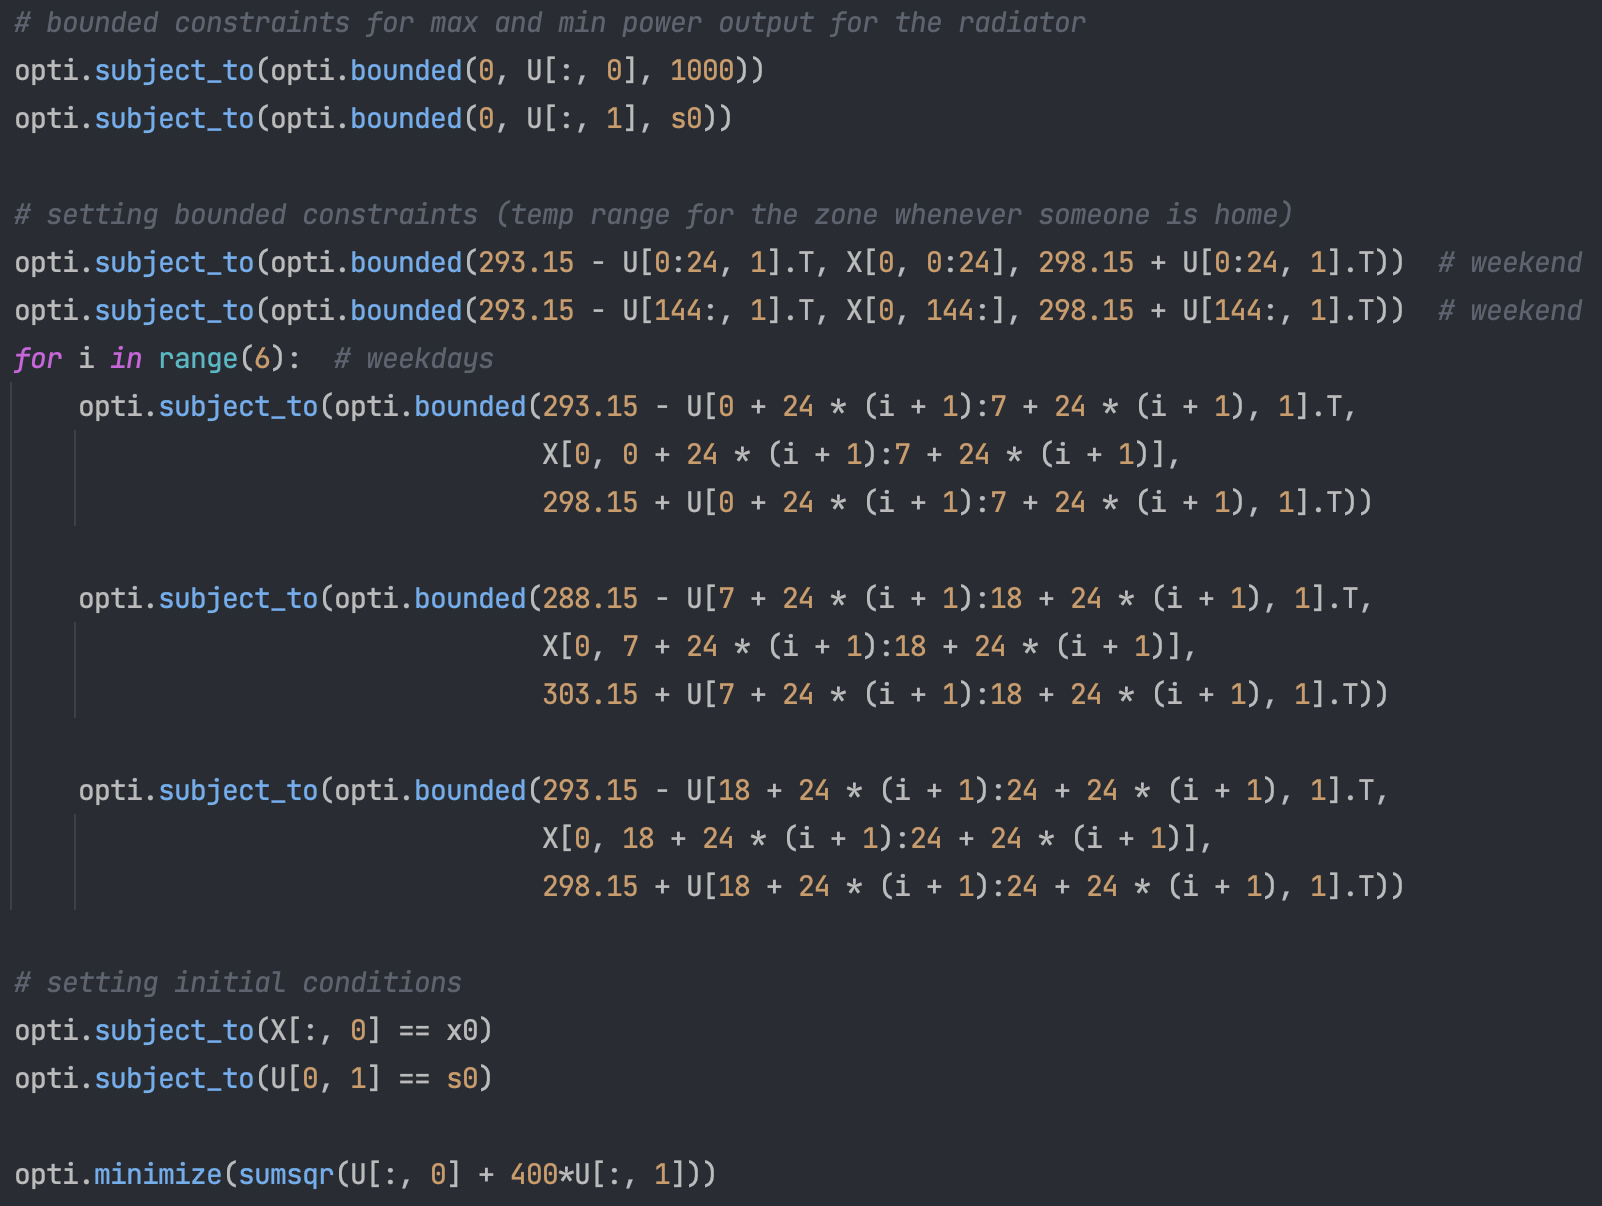 # bounded constraints for max and min power output for the radiator
opti.subject_to(opti.bounded(0, U[:, 0], 1000))
opti.subject_to(opti.bounded(0, U[:, 1], s0))
# setting bounded constraints (temp range for the zone whenever someone is home)
opti.subject_to(opti.bounded(293.15 - U[0:24, 1].T, X[0, 0:24], 298.15 + U[0:24, 1].T))  # weekend
opti.subject_to(opti.bounded(293.15 - U[144:, 1].T, X[0, 144:], 298.15 + U[144:, 1].T))  # weekend
for i in range(6):  # weekdays
    opti.subject_to(opti.bounded(293.15 - U[0 + 24 * (i + 1):7 + 24 * (i + 1), 1].T,
                                 X[0, 0 + 24 * (i + 1):7 + 24 * (i + 1)],
                                 298.15 + U[0 + 24 * (i + 1):7 + 24 * (i + 1), 1].T))
    opti.subject_to(opti.bounded(288.15 - U[7 + 24 * (i + 1):18 + 24 * (i + 1), 1].T,
                                 X[0, 7 + 24 * (i + 1):18 + 24 * (i + 1)],
                                 303.15 + U[7 + 24 * (i + 1):18 + 24 * (i + 1), 1].T))
    opti.subject_to(opti.bounded(293.15 - U[18 + 24 * (i + 1):24 + 24 * (i + 1), 1].T,
                                 X[0, 18 + 24 * (i + 1):24 + 24 * (i + 1)],
                                 298.15 + U[18 + 24 * (i + 1):24 + 24 * (i + 1), 1].T))
# setting initial conditions
opti.subject_to(X[:, 0] == x0)
opti.subject_to(U[0, 1] == s0)
opti.minimize(sumsqr(U[:, 0] + 400*U[:, 1]))